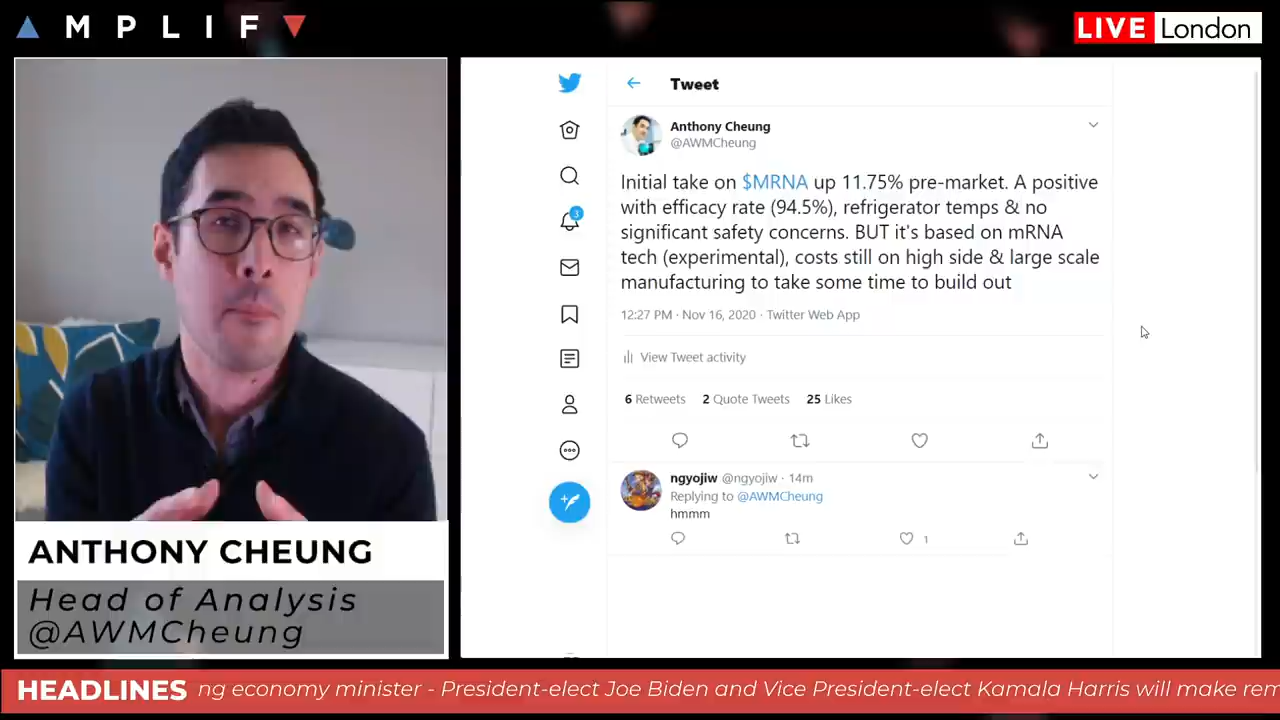 AMPLIFY
LIVE London
Tweet
Anthony Cheung
@AWMCheung
Initial take on $MRNA up 11.75% pre-market. A positive
with efficacy rate (94.5%), refrigerator temps & no
significant safety concerns. BUT it's based on mRNA
tech (experimental), costs still on high side & large scale
manufacturing to take some time to build out
12:27 PM · Nov 16, 2020 · Twitter Web App
View Tweet activity
6 Retweets 2 Quote Tweets 25 Likes
3
ngyojiw @ngyojiw · 14m
Replying to @AWMCheung
hmmm
1
ANTHONY CHEUNG
Head of Analysis
@AWMCheung
HEADLINES ng economy minister - President-elect Joe Biden and Vice President-elect Kamala Harris will make rem